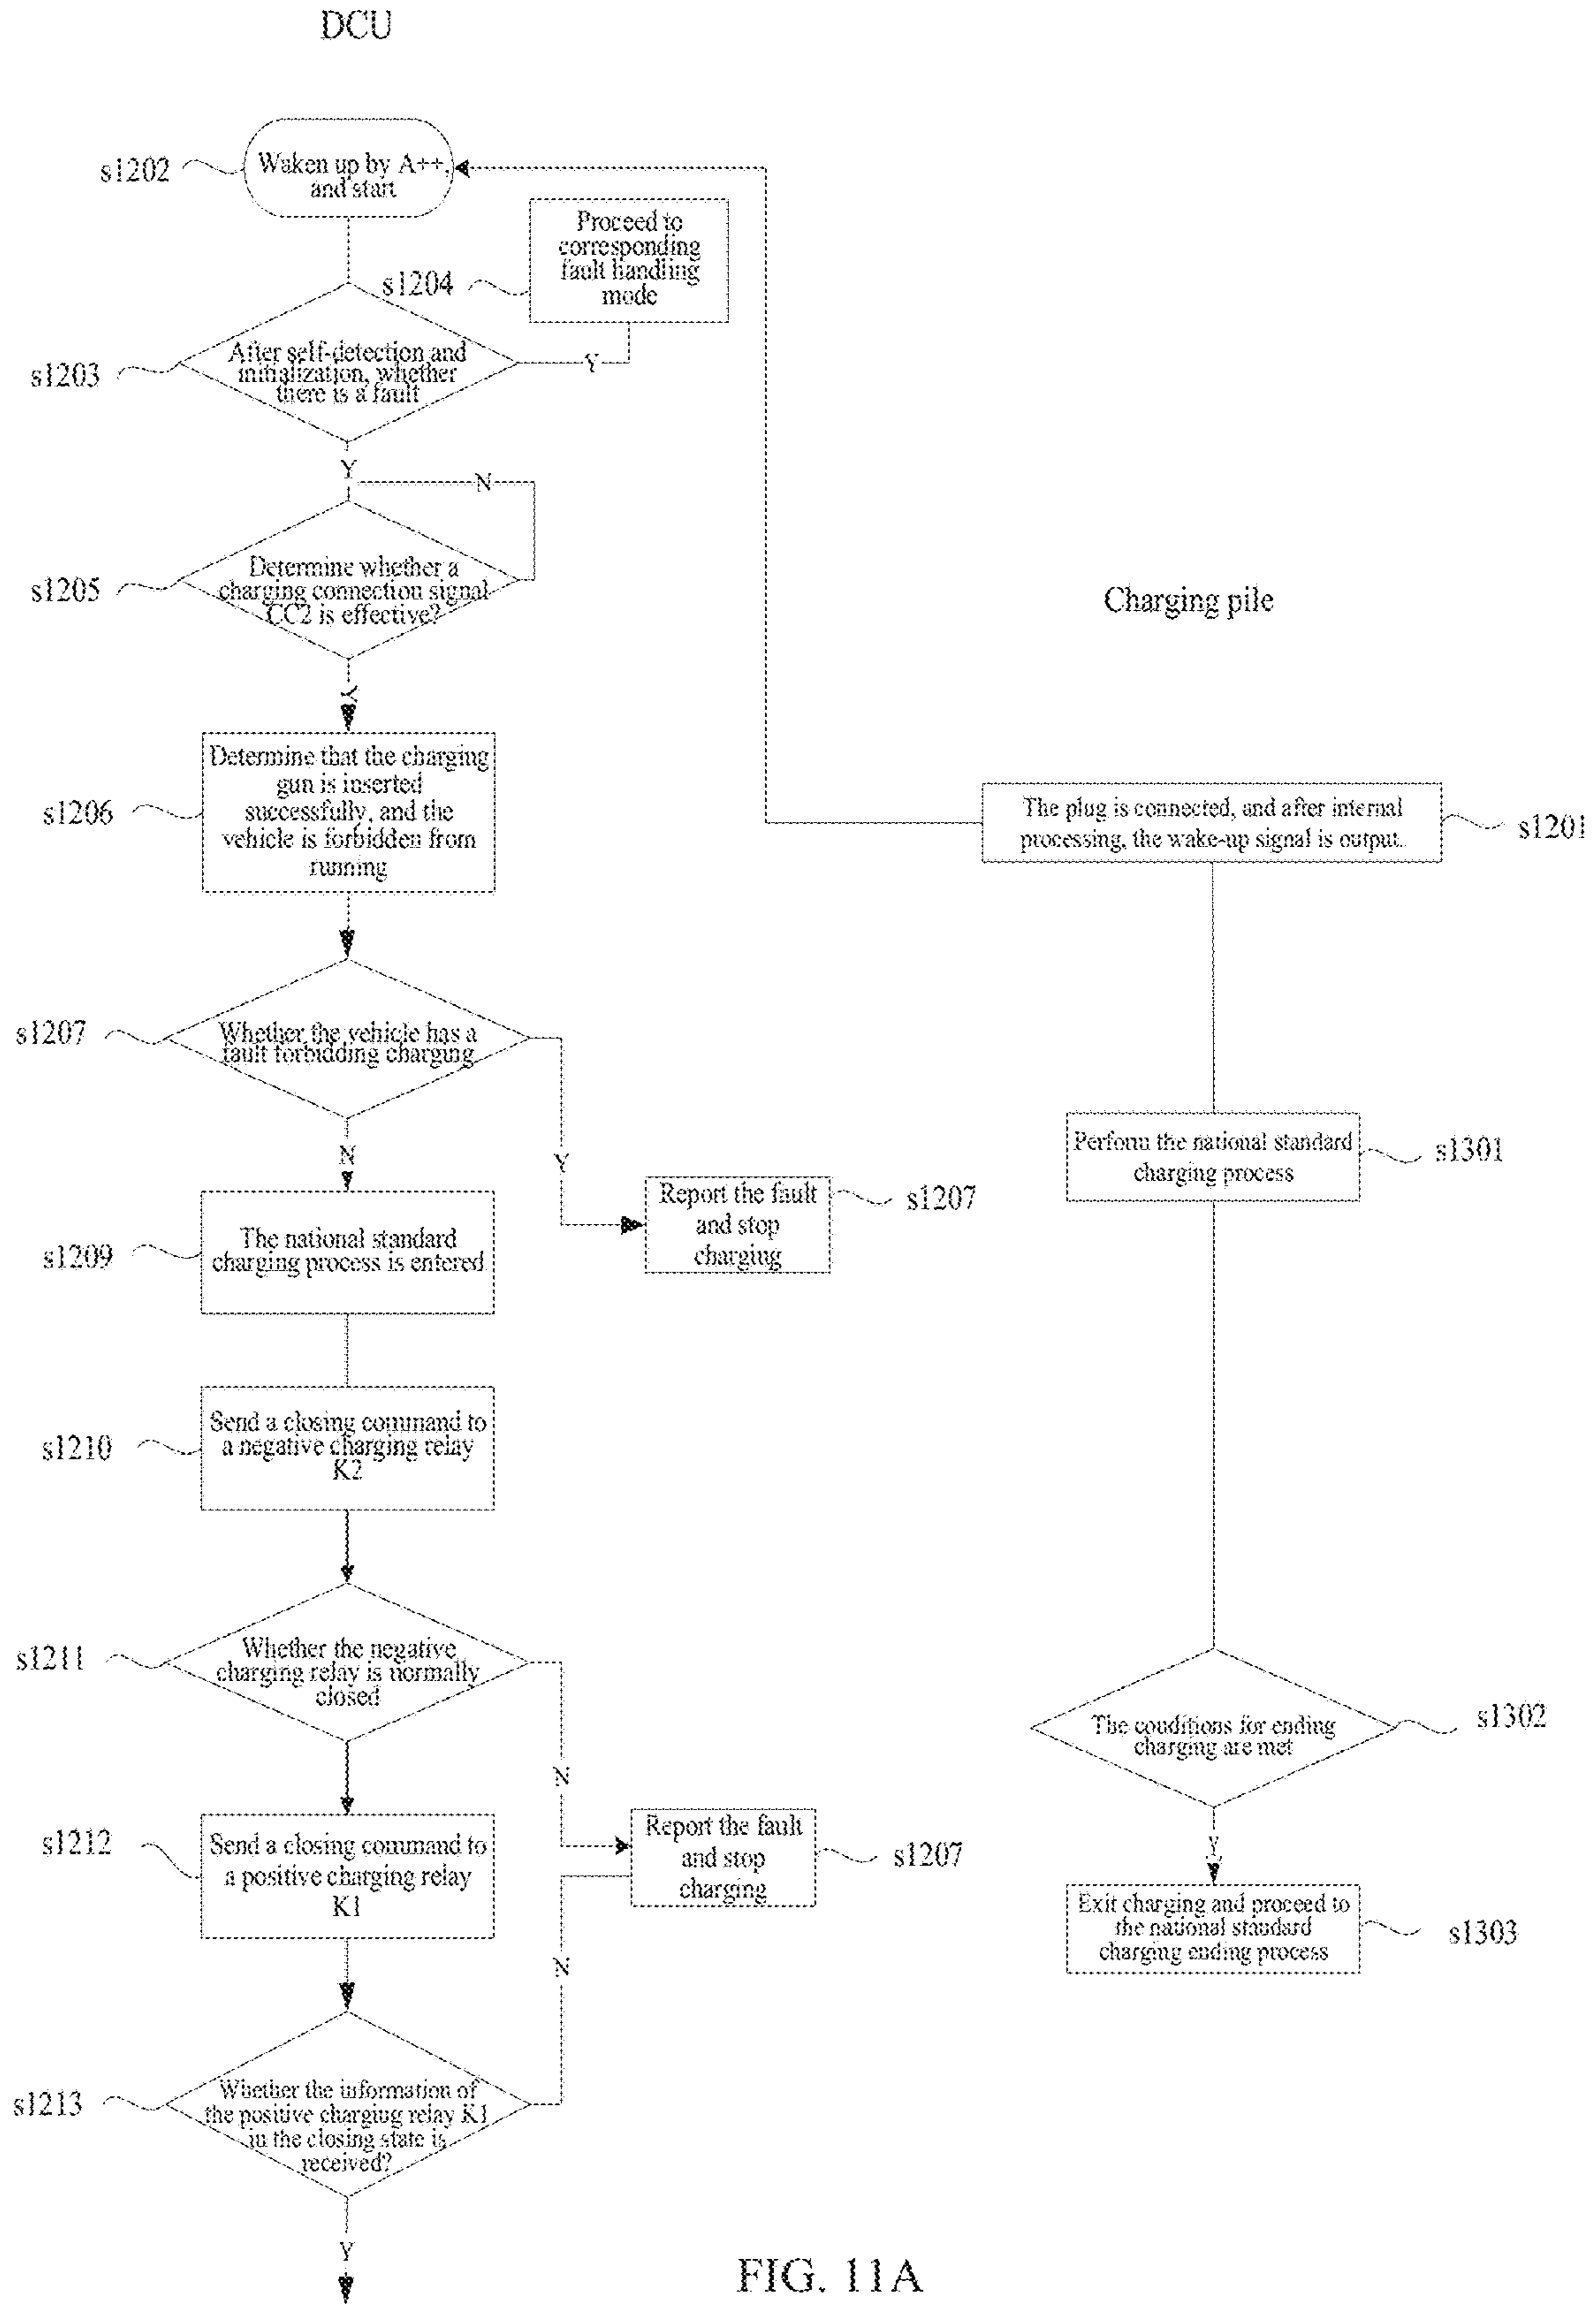 DCU
s1202
Waken up by A++,
and start
Proceed to
corresponding
fault handling
mode
s1204
s1203
After self-detection and
initialization, whether
there is a fault
Y
Y
N
s1205
Determine whether a
charging connection signal
CC2 is effective?
Y
s1206
Determine that the charging
gun is inserted
successfully, and the
vehicle is forbidden from
running
s1207
Whether the vehicle has a
fault forbidding charging
N
Y
Report the fault
and stop
charging
s1207
s1209
The national standard
charging process is entered
s1210
Send a closing command to
a negative charging relay
K2
s1211
Whether the negative
charging relay is normally
closed
N
s1212
Send a closing command to
a positive charging relay
K1
Report the fault
and stop
charging
s1207
N
s1213
Whether the information of
the positive charging relay K1
in the closing state is
received?
Y
Charging pile
The plug is connected, and after internal
processing, the wake-up signal is output.
s1201
Perform the national standard
charging process
s1301
The conditions for ending
charging are met
s1302
Y
Exit charging and proceed to
the national standard
charging ending process
s1303
FIG. 11A